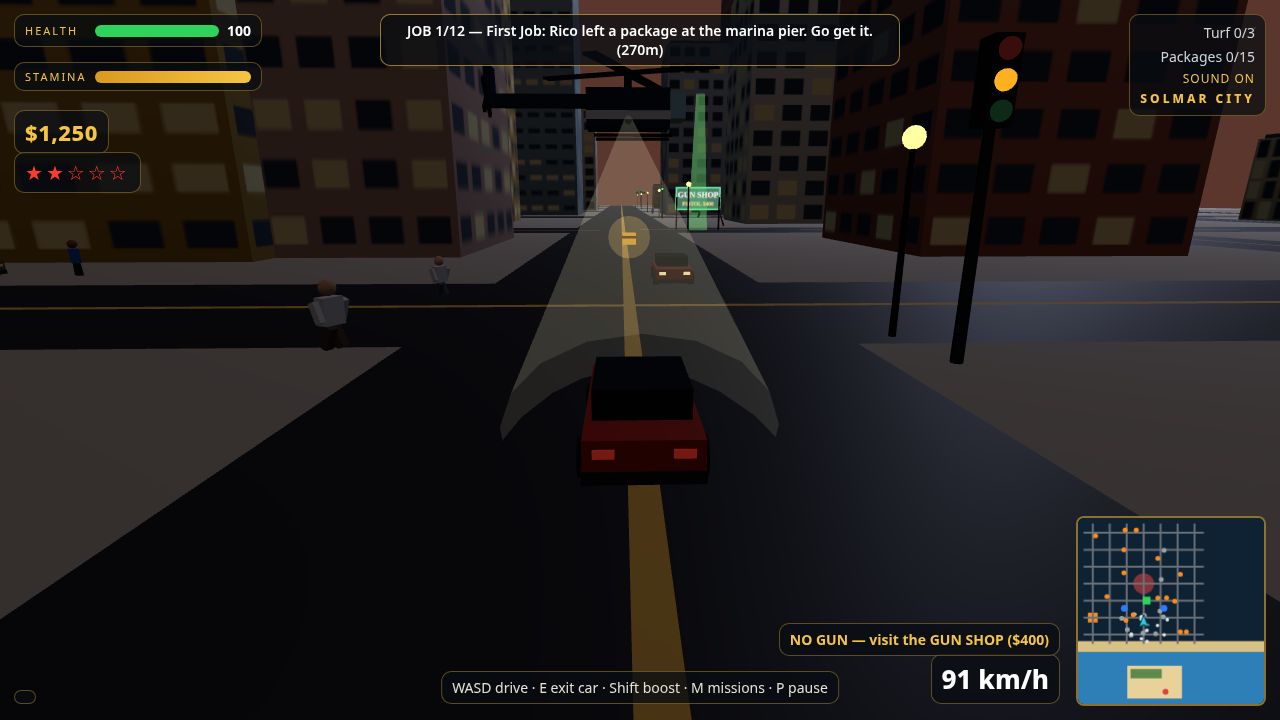 HEALTH 100
STAMINA
$1,250
★★☆☆☆
JOB 1/12 — First Job: Rico left a package at the marina pier. Go get it.
(270m)
Turf 0/3
Packages 0/15
SOUND ON
SOLMAR CITY
GUN SHOP
PISTOL $400
NO GUN — visit the GUN SHOP ($400)
91 km/h
WASD drive · E exit car · Shift boost · M missions · P pause